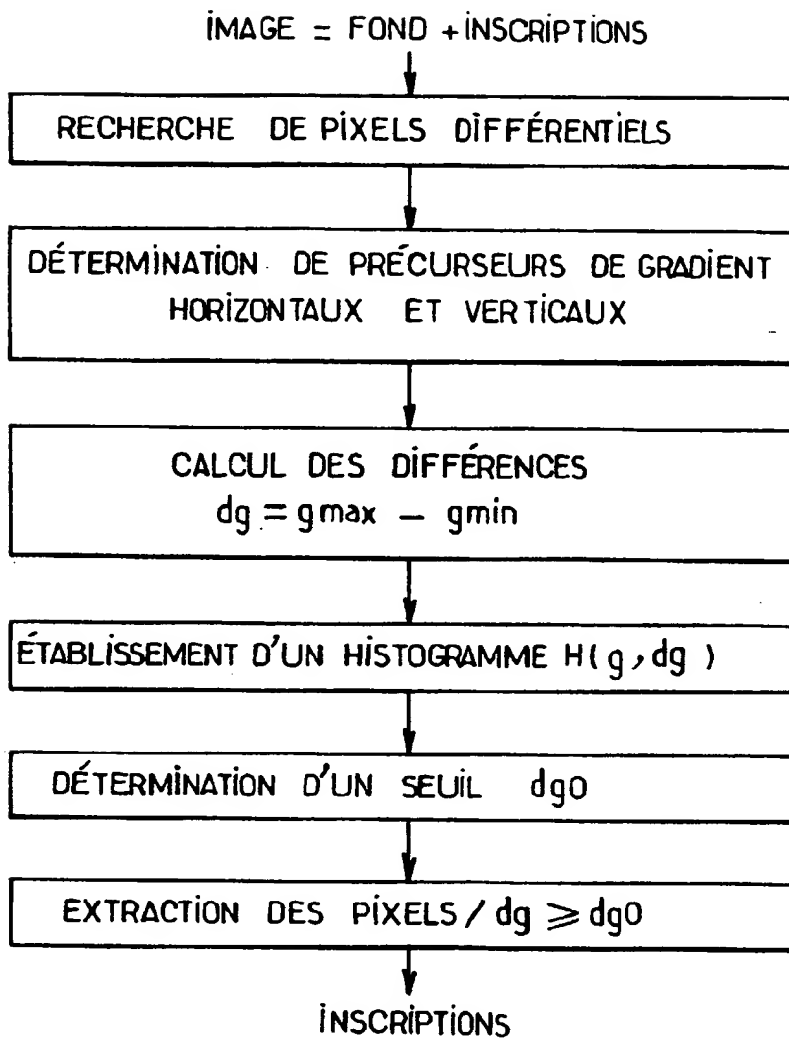 IMAGE = FOND + INSCRIPTIONS
RECHERCHE DE PIXELS DIFFÉRENTIELS
DÉTERMINATION DE PRÉCURSEURS DE GRADIENT
HORIZONTAUX ET VERTICAUX
CALCUL DES DIFFÉRENCES
dg = gmax – gmin
ÉTABLISSEMENT D'UN HISTOGRAMME H(g,dg)
DÉTERMINATION D'UN SEUIL dg0
EXTRACTION DES PIXELS / dg ⩾ dg0
INSCRIPTIONS